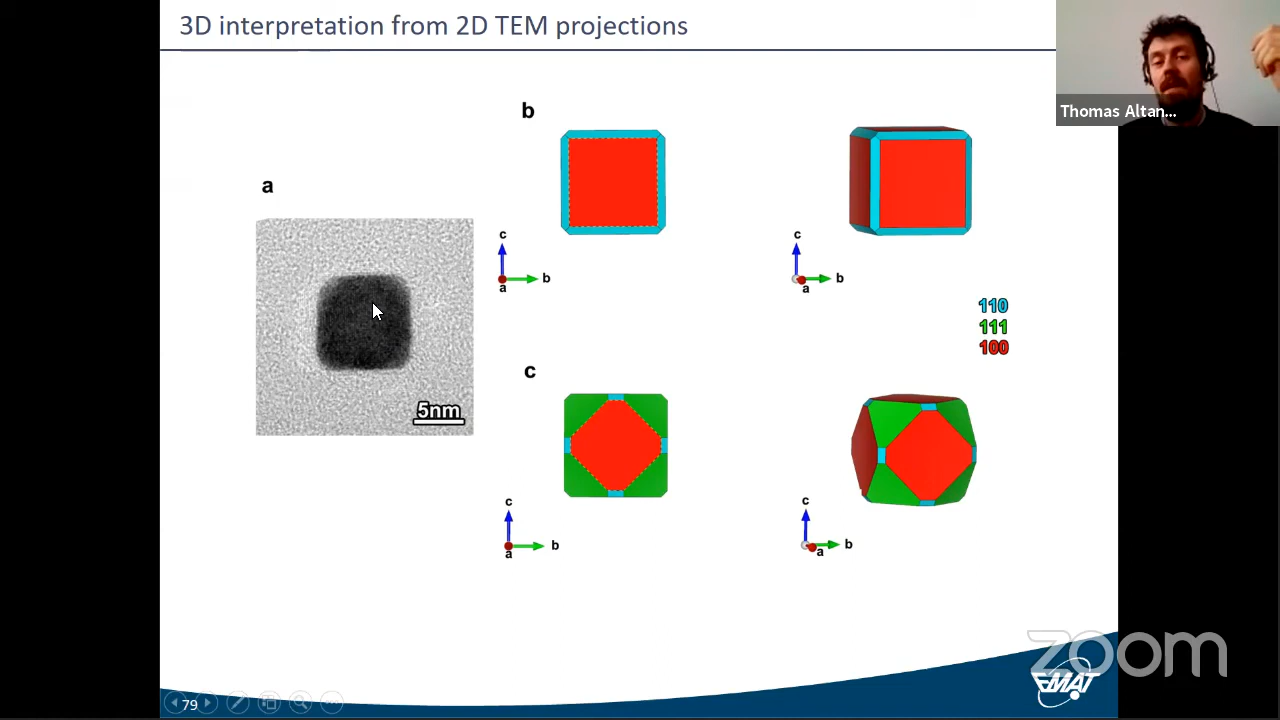 3D interpretation from 2D TEM projections
Thomas Altan...
b
a
c
b
a
c
b
a
5nm
110
111
100
c
c
b
a
c
b
a
zoom
EMAT
79